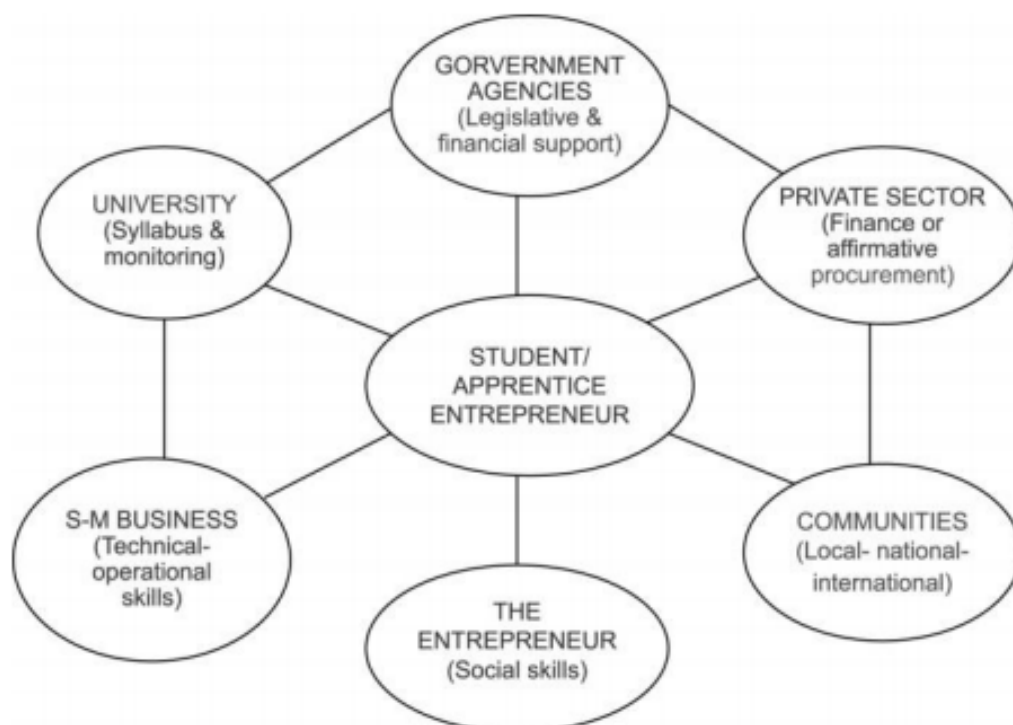 GORVERNMENT
AGENCIES
(Legislative &
financial support)
UNIVERSITY
(Syllabus &
monitoring)
PRIVATE SECTOR
(Finance or
affirmative
procurement)
STUDENT/
APPRENTICE
ENTREPRENEUR
S-M BUSINESS
(Technical-
operational
skills)
COMMUNITIES
(Local- national-
international)
THE
ENTREPRENEUR
(Social skills)